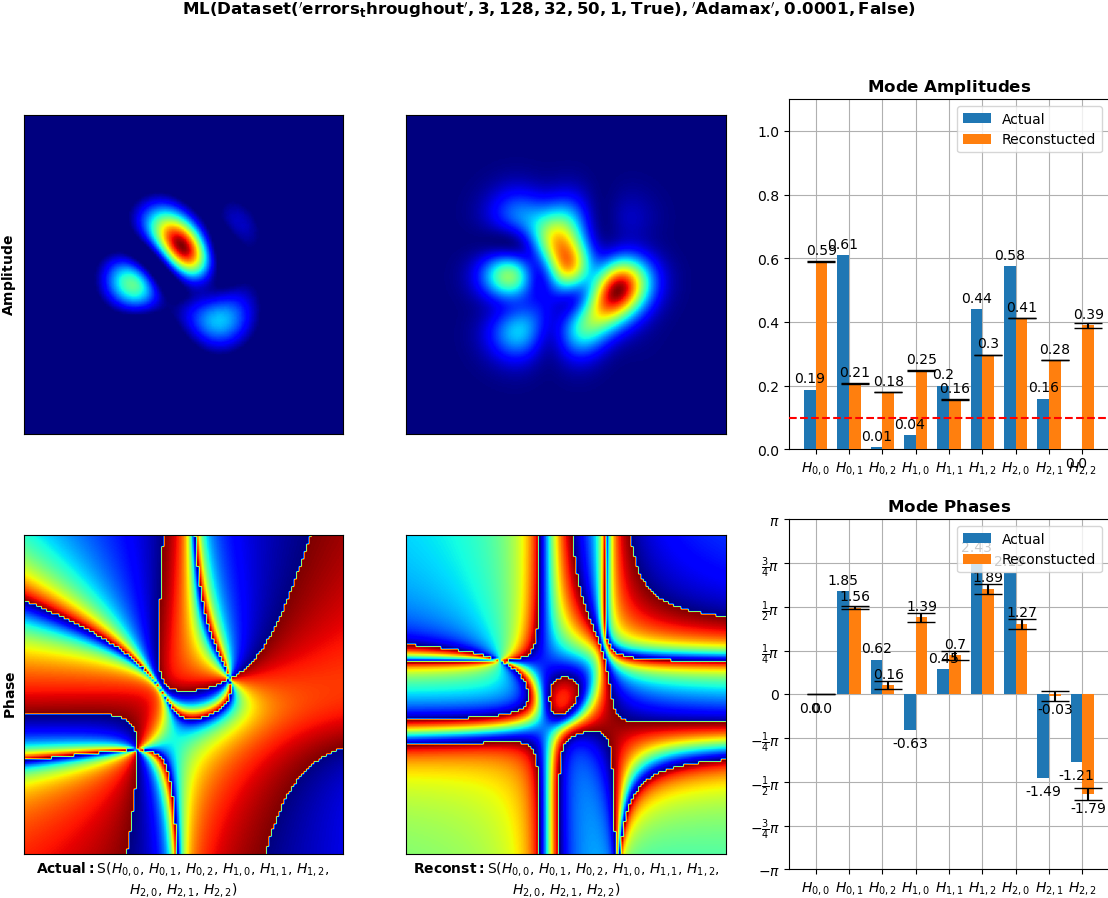 ML(Dataset('errors_throughout', 3, 128, 32, 50, 1, True), 'Adamax', 0.0001, False)
Amplitude
Mode Amplitudes
Actual
Reconstucted
1.0
0.8
0.6
0.4
0.2
0.0
0.19 0.61 0.01 0.04 0.2 0.44 0.58 0.16 0.0
0.59 0.21 0.18 0.25 0.16 0.3 0.41 0.28 0.39
H0,0 H0,1 H0,2 H1,0 H1,1 H1,2 H2,0 H2,1 H2,2
Phase
Mode Phases
Actual
Reconstucted
π
3/4π
1/2π
1/4π
0
−1/4π
−1/2π
−3/4π
−π
0.0 1.85 0.62 -0.63 0.45 2.43 -1.49 -1.21
0.0 1.56 0.16 1.39 0.7 1.89 1.27 -0.03 -1.79
H0,0 H0,1 H0,2 H1,0 H1,1 H1,2 H2,0 H2,1 H2,2
Actual: S(H0,0, H0,1, H0,2, H1,0, H1,1, H1,2,
H2,0, H2,1, H2,2)
Reconst: S(H0,0, H0,1, H0,2, H1,0, H1,1, H1,2,
H2,0, H2,1, H2,2)